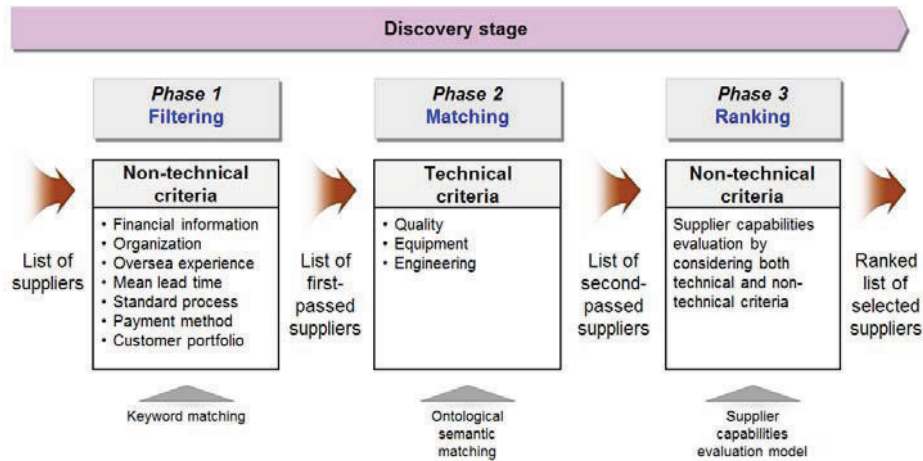 Discovery stage
Phase 1
Filtering
Phase 2
Matching
Phase 3
Ranking
List of
suppliers
Non-technical
criteria
• Financial information
• Organization
• Oversea experience
• Mean lead time
• Standard process
• Payment method
• Customer portfolio
List of
first-
passed
suppliers
Technical
criteria
• Quality
• Equipment
• Engineering
List of
second-
passed
suppliers
Non-technical
criteria
Supplier capabilities
evaluation by
considering both
technical and non-
technical criteria
Ranked
list of
selected
suppliers
Keyword matching
Ontological
semantic
matching
Supplier
capabilities
evaluation model